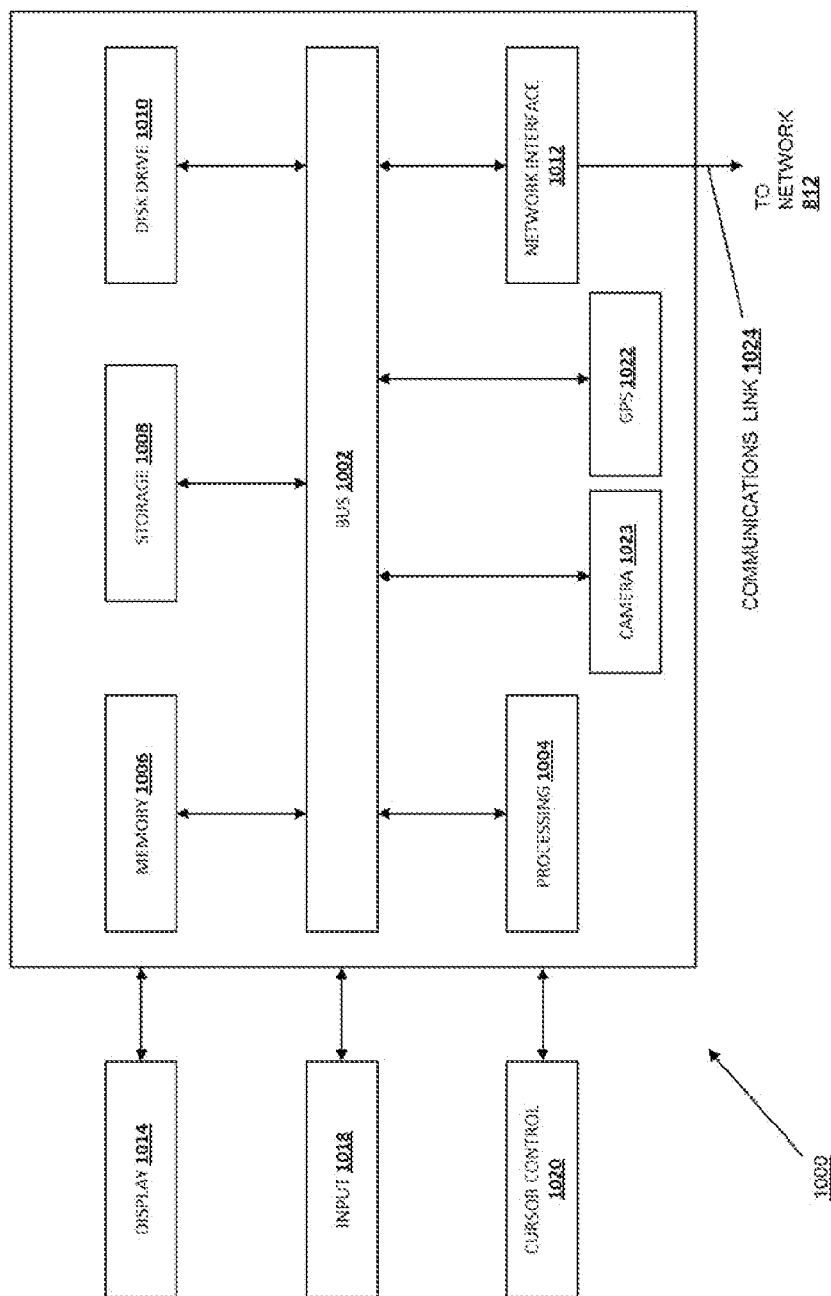 DISPLAY 1014
MEMORY 1006
STORAGE 1008
DISK DRIVE 1010
INPUT 1018
BUS 1002
CURSOR CONTROL
1020
PROCESSING 1004
CAMERA 1023
GPS 1022
NETWORK INTERFACE
1012
COMMUNICATIONS LINK 1024
TO
NETWORK
812
1000